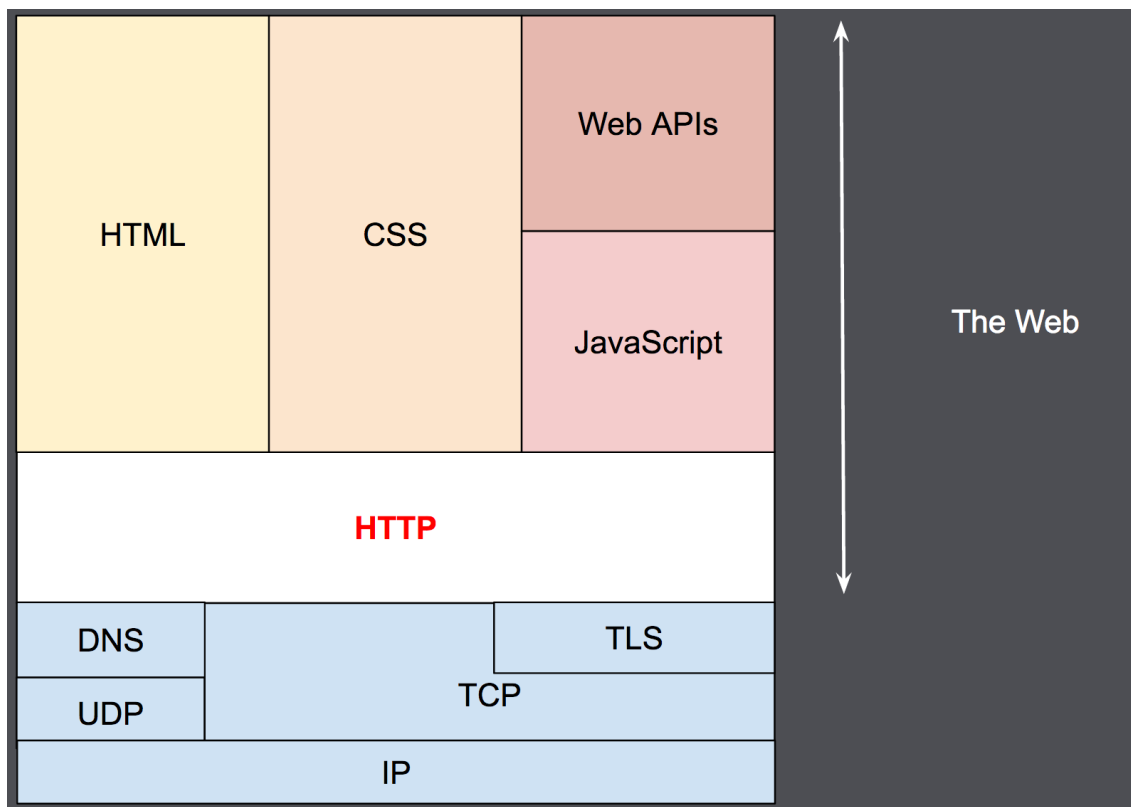 Web APIs
HTML
CSS
JavaScript
The Web
HTTP
DNS
TLS
TCP
UDP
IP